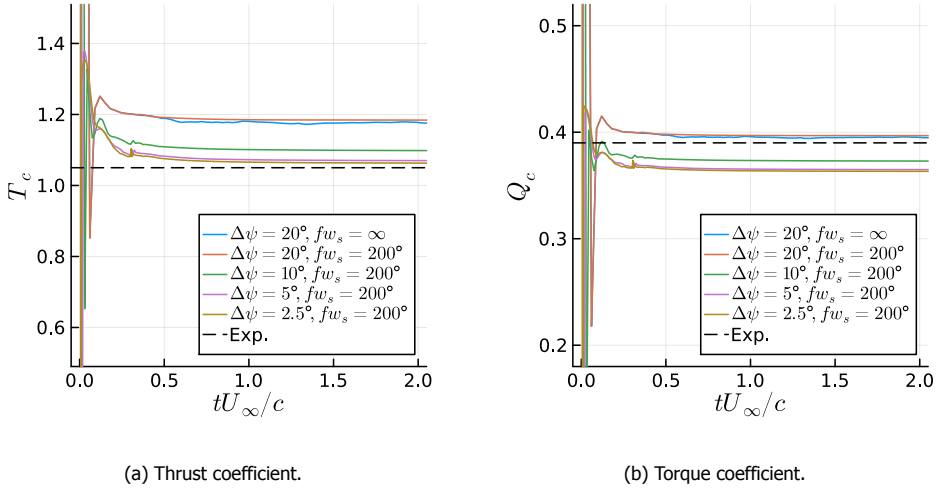 1.4
1.2
1.0
0.8
0.6
T_c
Δψ = 20°, fw_s = ∞
Δψ = 20°, fw_s = 200°
Δψ = 10°, fw_s = 200°
Δψ = 5°, fw_s = 200°
Δψ = 2.5°, fw_s = 200°
Exp.
0.0 0.5 1.0 1.5 2.0
tU_∞/c
(a) Thrust coefficient.
0.5
0.4
0.3
0.2
Q_c
Δψ = 20°, fw_s = ∞
Δψ = 20°, fw_s = 200°
Δψ = 10°, fw_s = 200°
Δψ = 5°, fw_s = 200°
Δψ = 2.5°, fw_s = 200°
Exp.
0.0 0.5 1.0 1.5 2.0
tU_∞/c
(b) Torque coefficient.